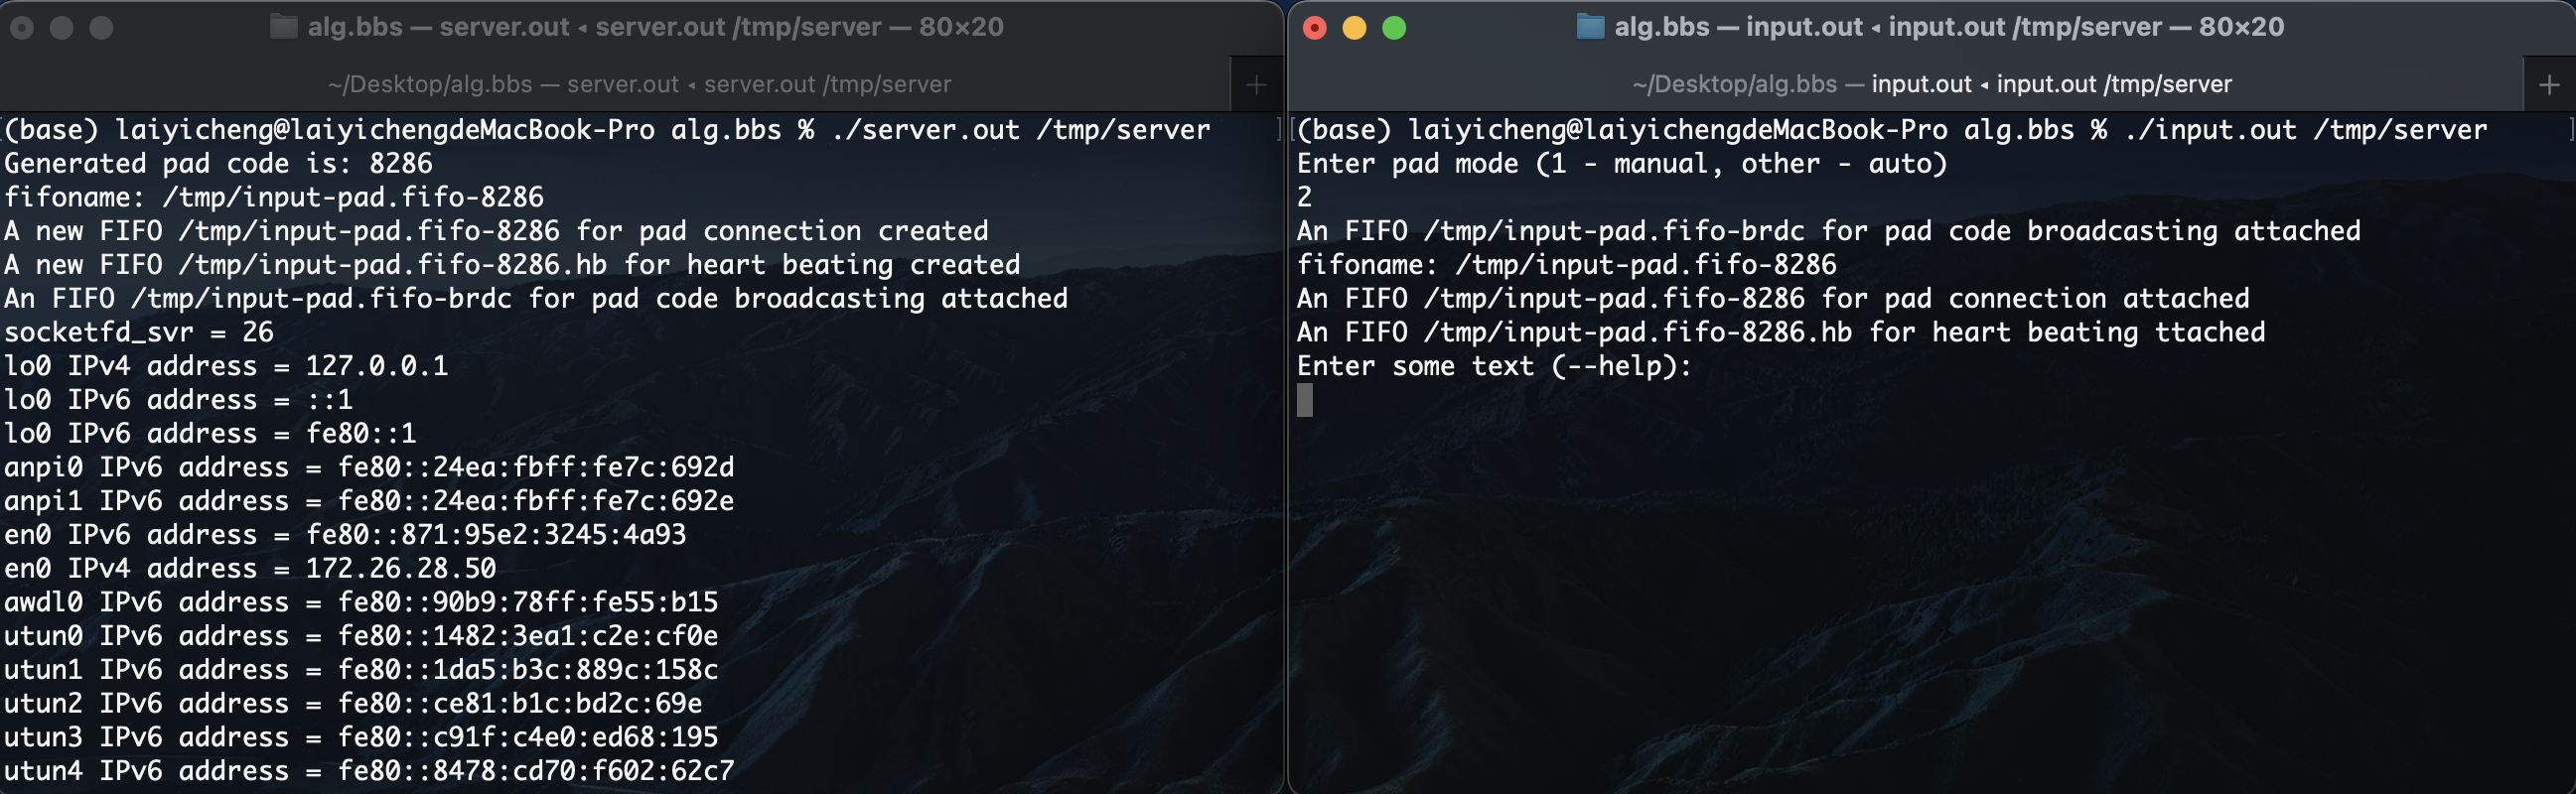 alg.bbs — server.out ◂ server.out /tmp/server — 80×20
~/Desktop/alg.bbs — server.out ◂ server.out /tmp/server
+
(base) laiyicheng@laiyichengdeMacBook-Pro alg.bbs % ./server.out /tmp/server
Generated pad code is: 8286
fifoname: /tmp/input-pad.fifo-8286
A new FIFO /tmp/input-pad.fifo-8286 for pad connection created
A new FIFO /tmp/input-pad.fifo-8286.hb for heart beating created
An FIFO /tmp/input-pad.fifo-brdc for pad code broadcasting attached
socketfd_svr = 26
lo0 IPv4 address = 127.0.0.1
lo0 IPv6 address = ::1
lo0 IPv6 address = fe80::1
anpi0 IPv6 address = fe80::24ea:fbff:fe7c:692d
anpi1 IPv6 address = fe80::24ea:fbff:fe7c:692e
en0 IPv6 address = fe80::871:95e2:3245:4a93
en0 IPv4 address = 172.26.28.50
awdl0 IPv6 address = fe80::90b9:78ff:fe55:b15
utun0 IPv6 address = fe80::1482:3ea1:c2e:cf0e
utun1 IPv6 address = fe80::1da5:b3c:889c:158c
utun2 IPv6 address = fe80::ce81:b1c:bd2c:69e
utun3 IPv6 address = fe80::c91f:c4e0:ed68:195
utun4 IPv6 address = fe80::8478:cd70:f602:62c7
alg.bbs — input.out ◂ input.out /tmp/server — 80×20
~/Desktop/alg.bbs — input.out ◂ input.out /tmp/server
+
(base) laiyicheng@laiyichengdeMacBook-Pro alg.bbs % ./input.out /tmp/server
Enter pad mode (1 - manual, other - auto)
2
An FIFO /tmp/input-pad.fifo-brdc for pad code broadcasting attached
fifoname: /tmp/input-pad.fifo-8286
An FIFO /tmp/input-pad.fifo-8286 for pad connection attached
An FIFO /tmp/input-pad.fifo-8286.hb for heart beating ttached
Enter some text (--help):